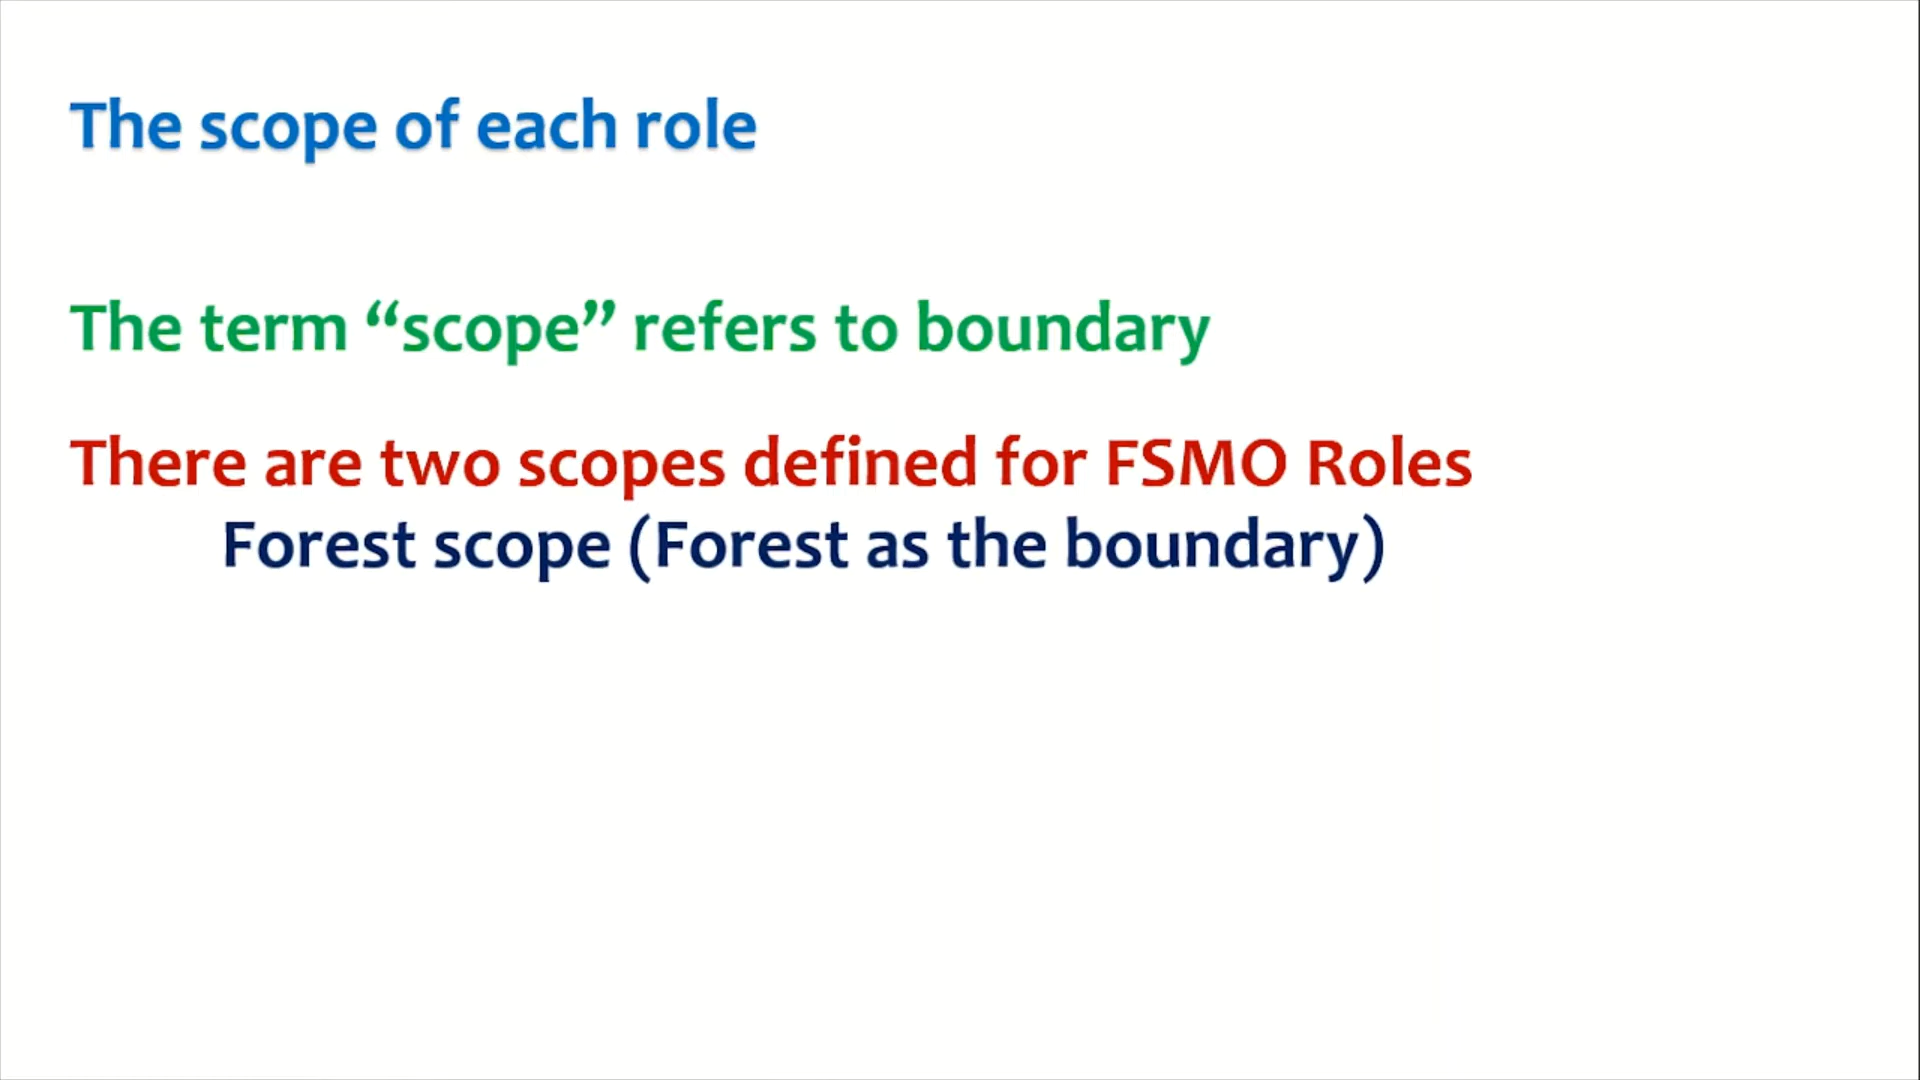 The scope of each role
The term “scope” refers to boundary
There are two scopes defined for FSMO Roles
Forest scope (Forest as the boundary)